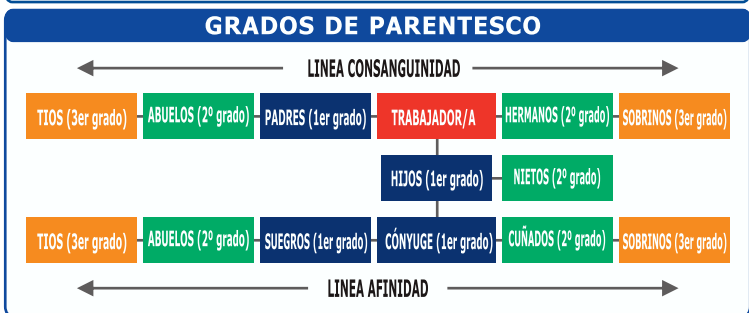 GRADOS DE PARENTESCO
LINEA CONSANGUINIDAD
TIOS (3er grado) ABUELOS (2º grado) PADRES (1er grado) TRABAJADOR/A HERMANOS (2º grado) SOBRINOS (3er grado)
HIJOS (1er grado) NIETOS (2º grado)
TIOS (3er grado) ABUELOS (2º grado) SUEGROS (1er grado) CÓNYUGE (1er grado) CUÑADOS (2º grado) SOBRINOS (3er grado)
LINEA AFINIDAD